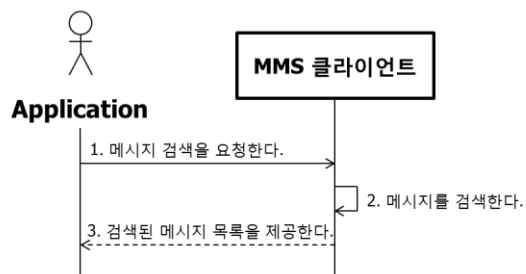 MMS 클라이언트
Application
1. 메시지 검색을 요청한다.
2. 메시지를 검색한다.
3. 검색된 메시지 목록을 제공한다.